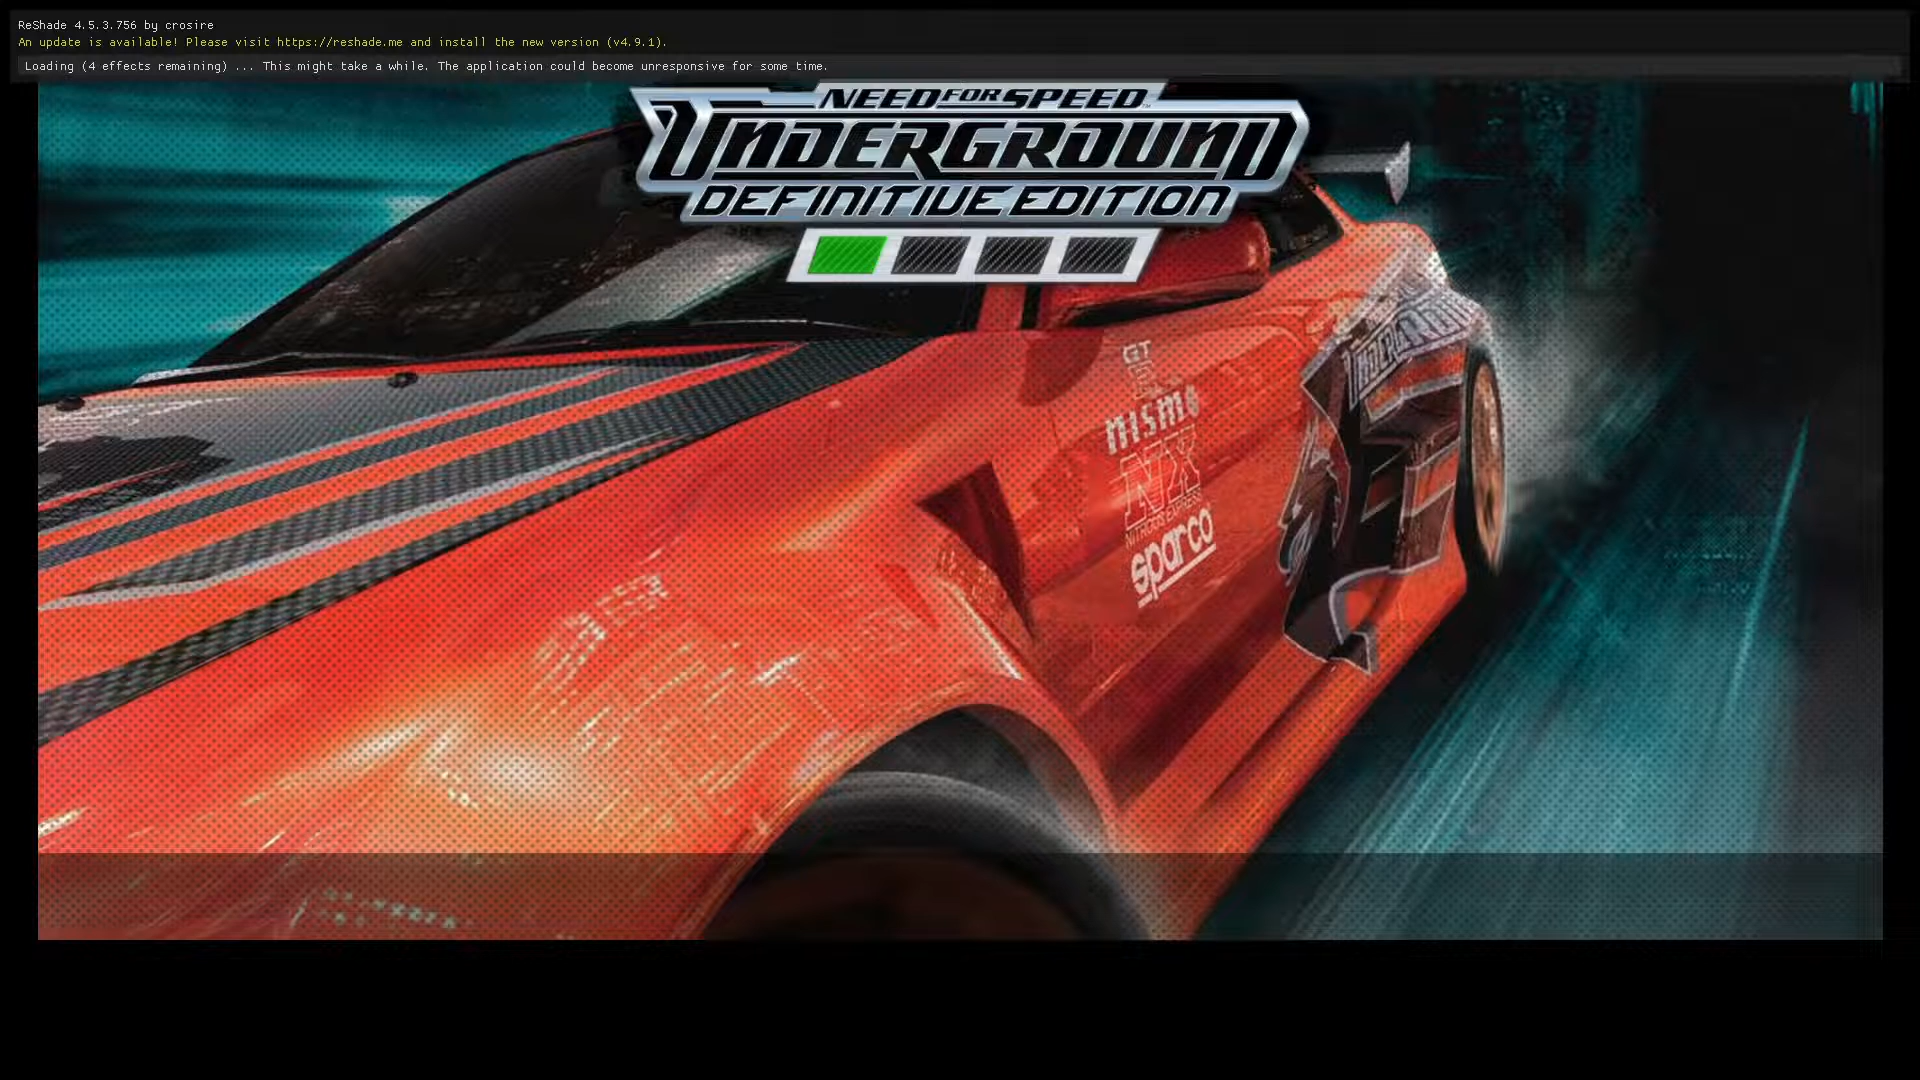 ReShade 4.5.3.756 by crosire
An update is available! Please visit https://reshade.me and install the new version (v4.9.1).
Loading (4 effects remaining) ... This might take a while. The application could become unresponsive for some time.
NEED FOR SPEED
UNDERGROUND
DEFINITIVE EDITION
GT
nismo
NX
NITROUS EXPRESS
sparco
UNDERGROUND